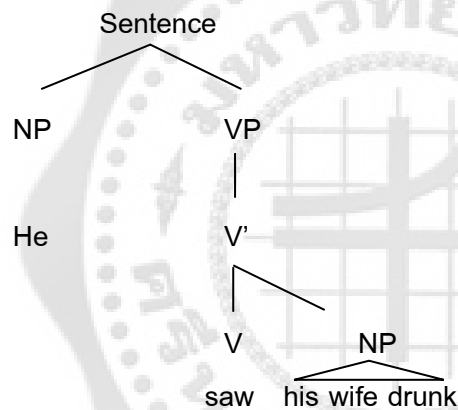 Sentence
NP VP
He V’
V NP
saw his wife drunk